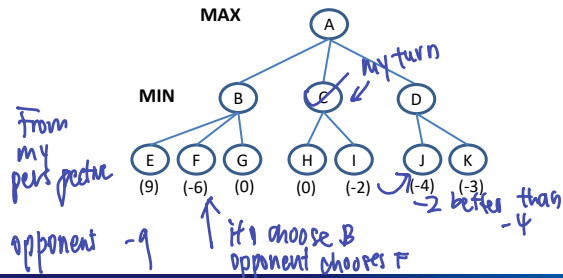 MAX
A
my turn
MIN
B
C
D
From
my
perspective
E
F
G
H
I
J
K
(9)
(-6)
(0)
(0)
(-2)
(-4)
(-3)
-2 better than
-4
opponent -9
if I choose B
opponent chooses F